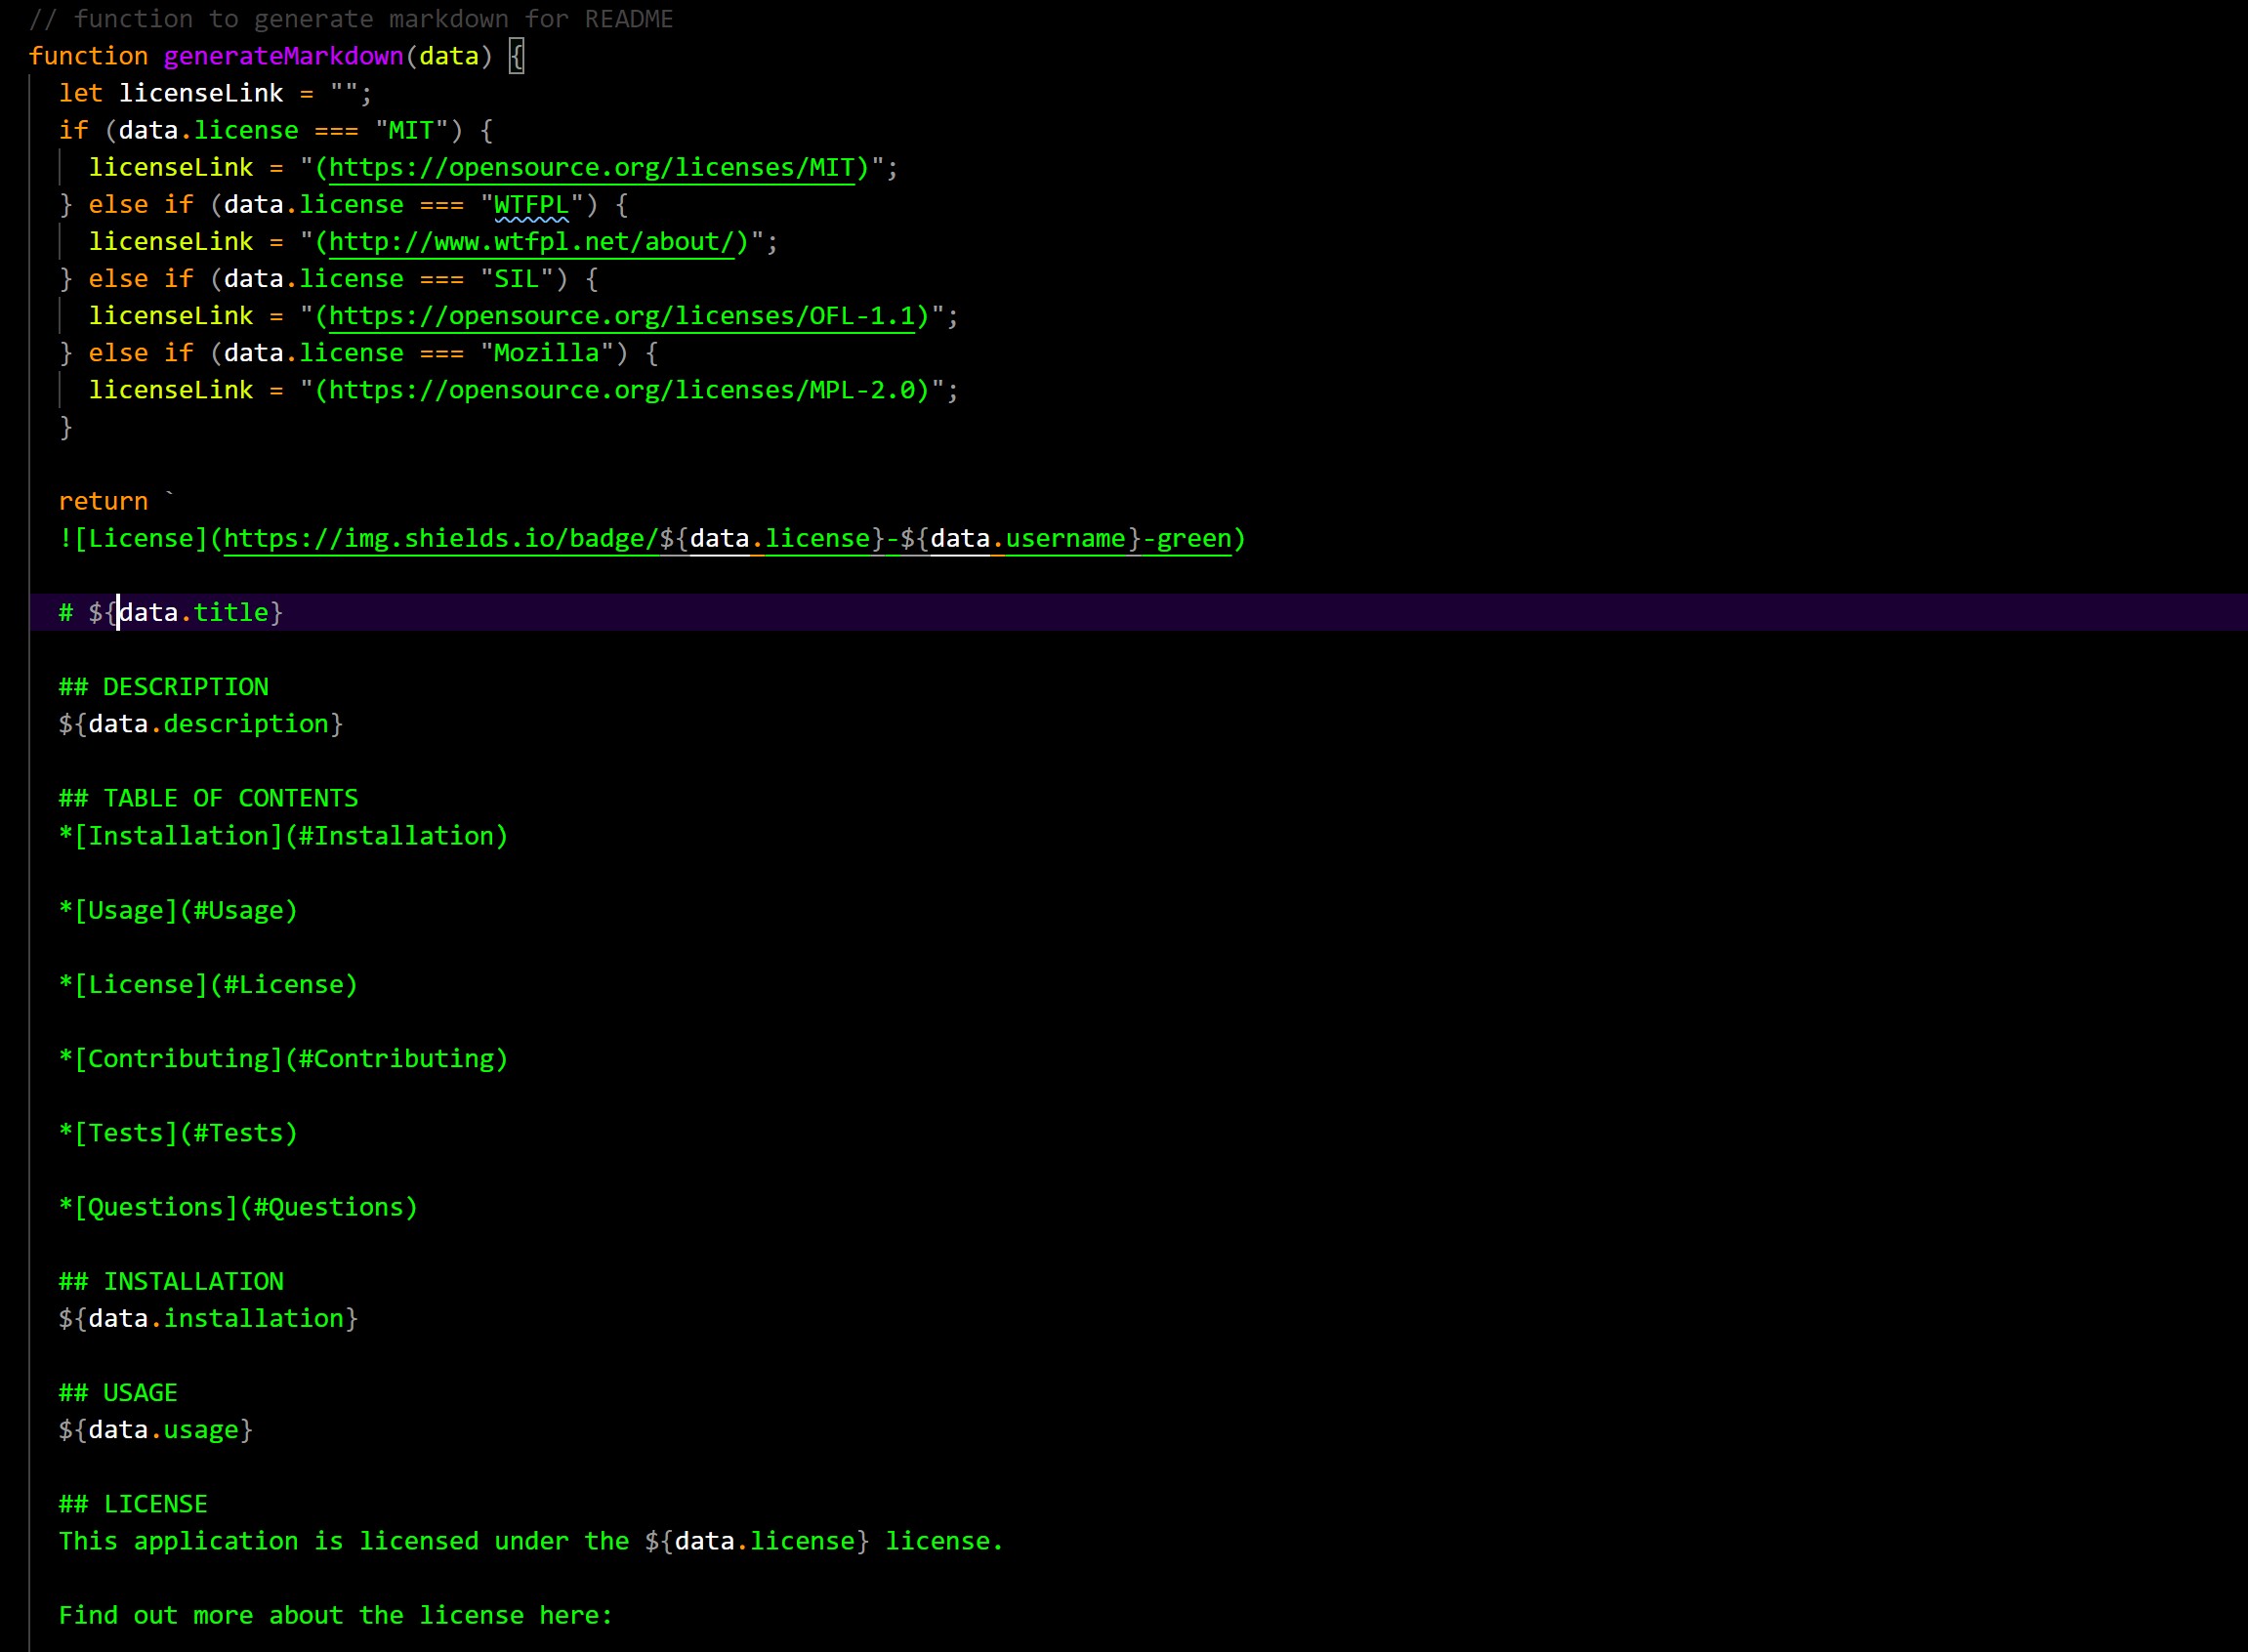 // function to generate markdown for README
function generateMarkdown(data) {
let licenseLink = "";
if (data.license === "MIT") {
licenseLink = "(https://opensource.org/licenses/MIT)";
} else if (data.license === "WTFPL") {
licenseLink = "(http://www.wtfpl.net/about/)";
} else if (data.license === "SIL") {
licenseLink = "(https://opensource.org/licenses/OFL-1.1)";
} else if (data.license === "Mozilla") {
licenseLink = "(https://opensource.org/licenses/MPL-2.0)";
}
return `
![License](https://img.shields.io/badge/${data.license}-${data.username}-green)
# ${data.title}
## DESCRIPTION
${data.description}
## TABLE OF CONTENTS
*[Installation](#Installation)
*[Usage](#Usage)
*[License](#License)
*[Contributing](#Contributing)
*[Tests](#Tests)
*[Questions](#Questions)
## INSTALLATION
${data.installation}
## USAGE
${data.usage}
## LICENSE
This application is licensed under the ${data.license} license.
Find out more about the license here: